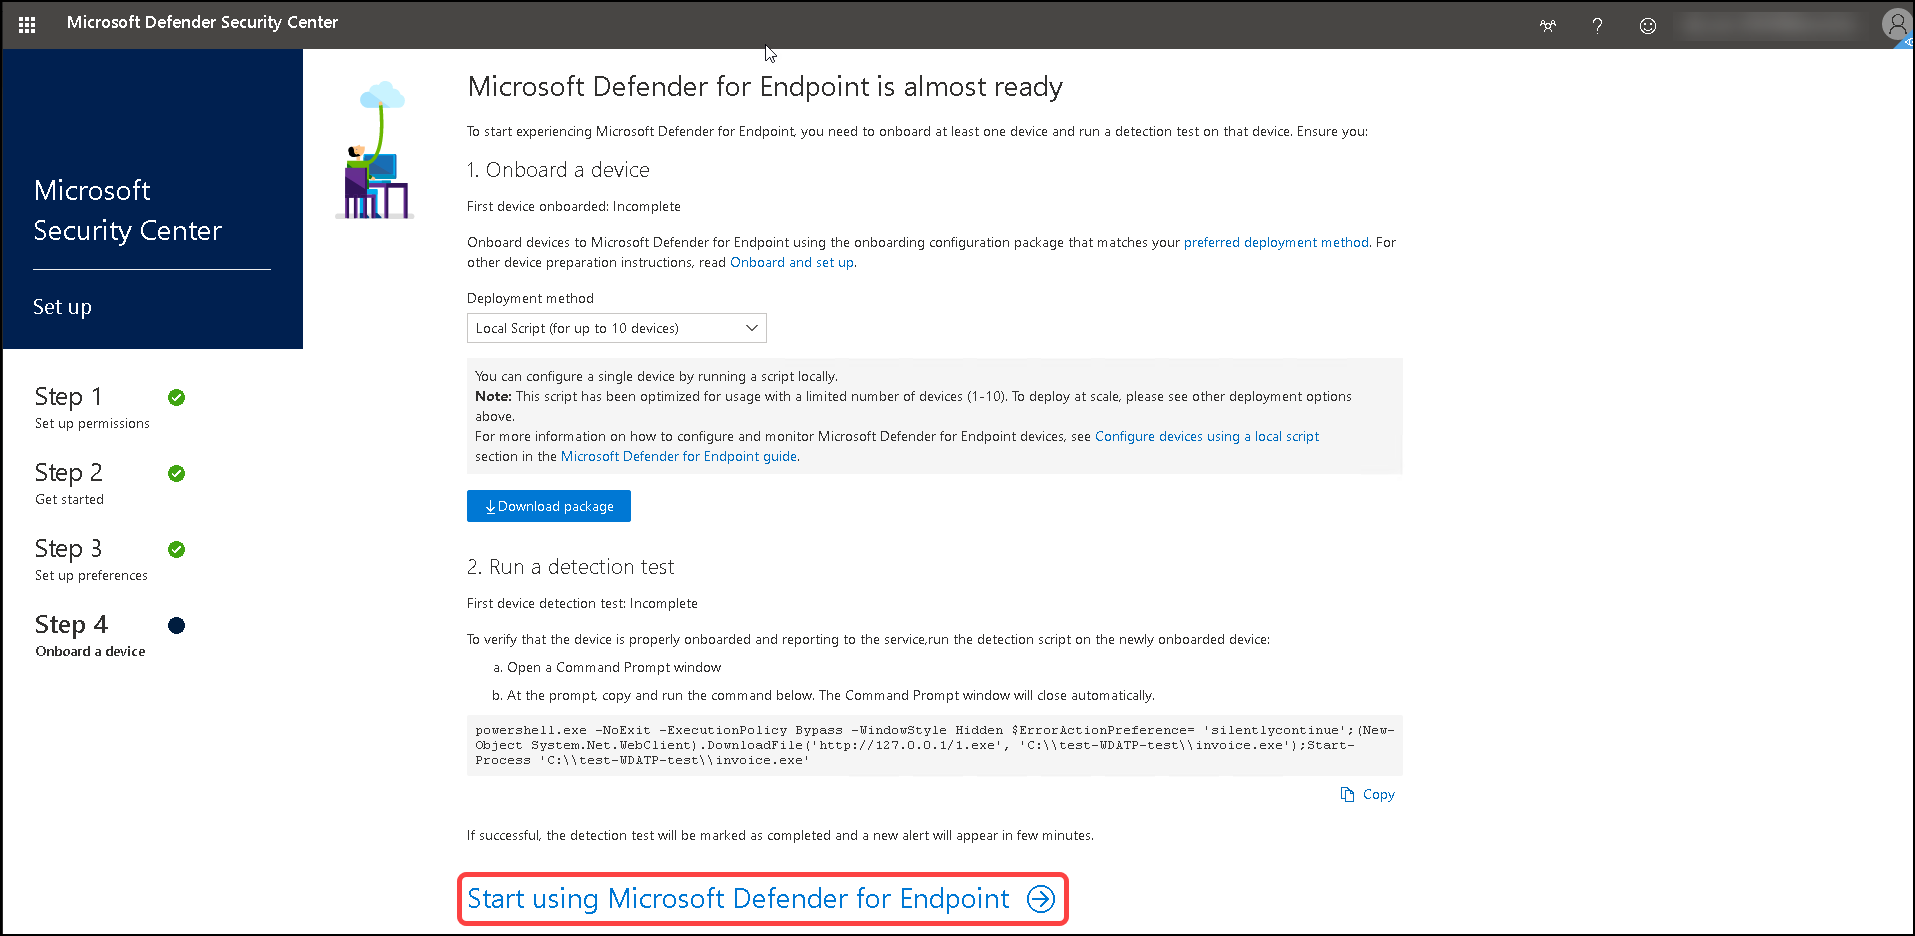 Microsoft Defender Security Center
Microsoft
Security Center
Set up
Step 1
Set up permissions
Step 2
Get started
Step 3
Set up preferences
Step 4
Onboard a device
Microsoft Defender for Endpoint is almost ready
To start experiencing Microsoft Defender for Endpoint, you need to onboard at least one device and run a detection test on that device. Ensure you:
1. Onboard a device
First device onboarded: Incomplete
Onboard devices to Microsoft Defender for Endpoint using the onboarding configuration package that matches your preferred deployment method. For
other device preparation instructions, read Onboard and set up.
Deployment method
Local Script (for up to 10 devices)
You can configure a single device by running a script locally.
Note: This script has been optimized for usage with a limited number of devices (1-10). To deploy at scale, please see other deployment options
above.
For more information on how to configure and monitor Microsoft Defender for Endpoint devices, see Configure devices using a local script
section in the Microsoft Defender for Endpoint guide.
Download package
2. Run a detection test
First device detection test: Incomplete
To verify that the device is properly onboarded and reporting to the service,run the detection script on the newly onboarded device:
a. Open a Command Prompt window
b. At the prompt, copy and run the command below. The Command Prompt window will close automatically.
powershell.exe -NoExit -ExecutionPolicy Bypass -WindowStyle Hidden $ErrorActionPreference= 'silentlycontinue';(New-
Object System.Net.WebClient).DownloadFile('http://127.0.0.1/1.exe', 'C:\\test-WDATP-test\\invoice.exe');Start-
Process 'C:\\test-WDATP-test\\invoice.exe'
Copy
If successful, the detection test will be marked as completed and a new alert will appear in few minutes.
Start using Microsoft Defender for Endpoint